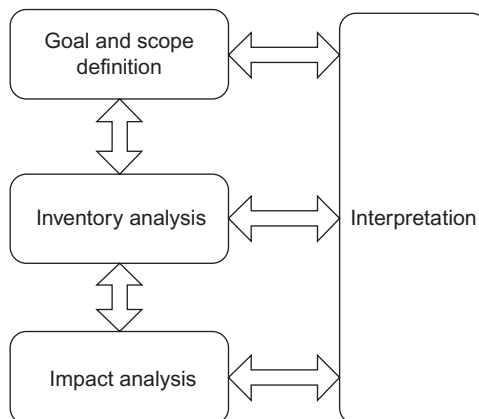 Goal and scope
definition
Inventory analysis
Interpretation
Impact analysis